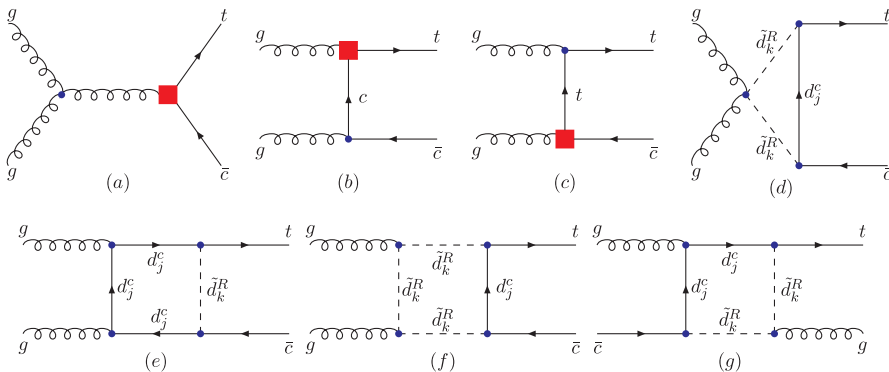 g
t
g
c̄
(a)
g
t
c
g
c̄
(b)
g
t
t
g
c̄
(c)
g
t
d̃_k^R
d_j^c
d̃_k^R
g
c̄
(d)
g
t
d_j^c
d_j^c
d̃_k^R
d_j^c
g
c̄
(e)
g
t
d̃_k^R
d̃_k^R
d_j^c
d̃_k^R
g
c̄
(f)
g
t
d_j^c
d_j^c
d̃_k^R
d̃_k^R
c̄
g
(g)